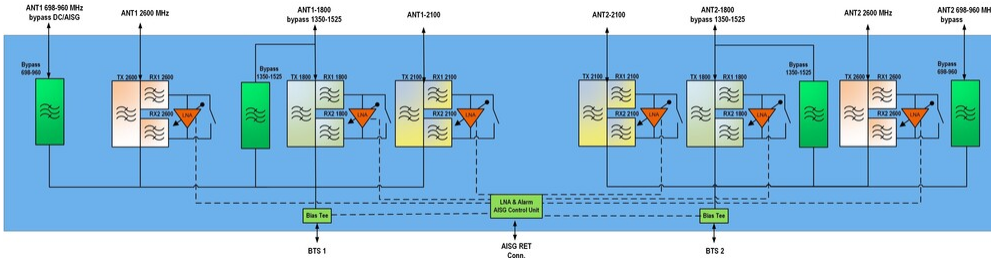 ANT1 698-960 MHz
bypass DC/AISG
ANT1 2600 MHz
ANT1-1800
bypass 1350-1525
ANT1-2100
ANT2-2100
ANT2-1800
bypass 1350-1525
ANT2 2600 MHz
ANT2 698-960 MH
bypass
Bypass
698-960
TX 2600
RX1 2600
RX2 2600
LNA
Bypass
1350-1525
TX 1800
RX1 1800
RX2 1800
LNA
TX 2100
RX1 2100
RX2 2100
LNA
TX 2100
RX1 2100
RX2 2100
LNA
TX 1800
RX1 1800
RX2 1800
LNA
Bypass
1350-1525
TX 2600
RX1 2600
RX2 2600
LNA
Bypass
698-960
Bias Tee
LNA & Alarm
AISG Control Unit
Bias Tee
BTS 1
AISG RET
Conn.
BTS 2